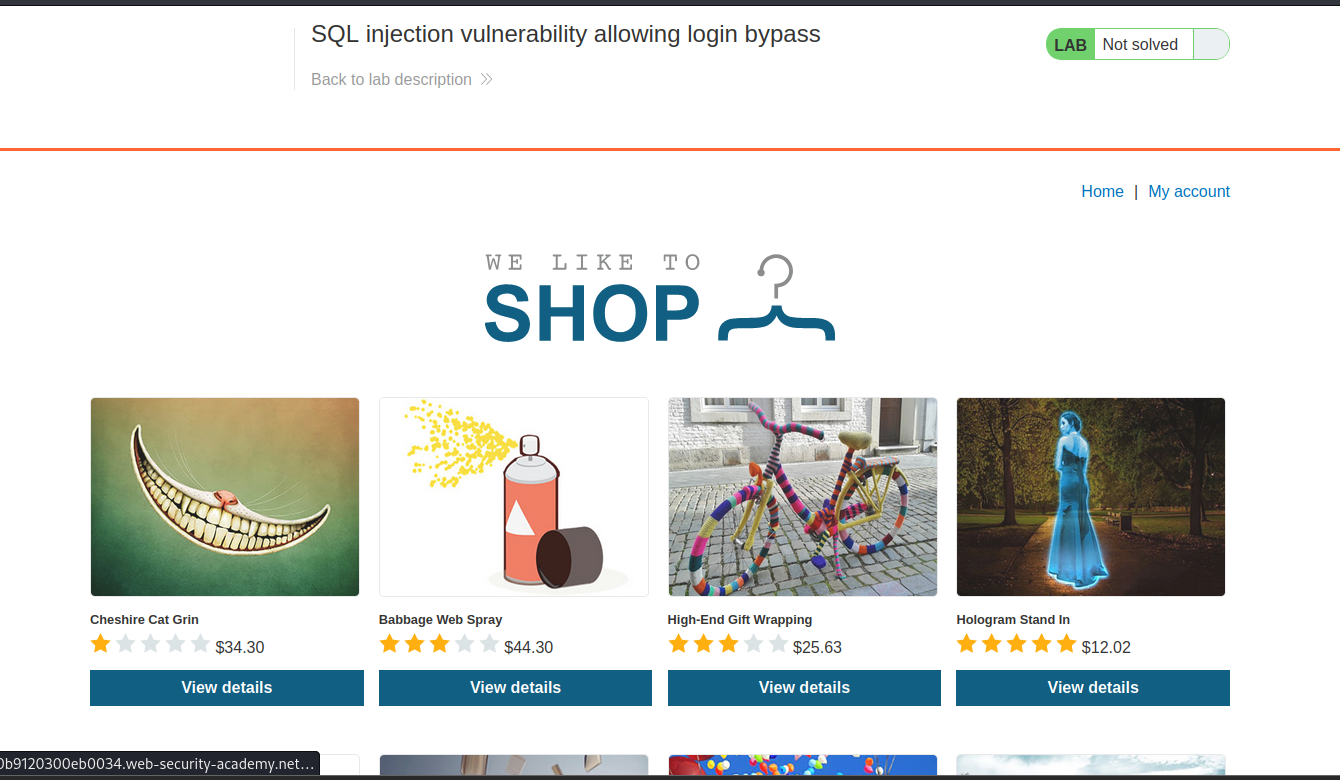 SQL injection vulnerability allowing login bypass
LAB Not solved
Back to lab description
Home | My account
WE LIKE TO
SHOP
Cheshire Cat Grin
$34.30
View details
Babbage Web Spray
$44.30
View details
High-End Gift Wrapping
$25.63
View details
Hologram Stand In
$12.02
View details
0b9120300eb0034.web-security-academy.net…